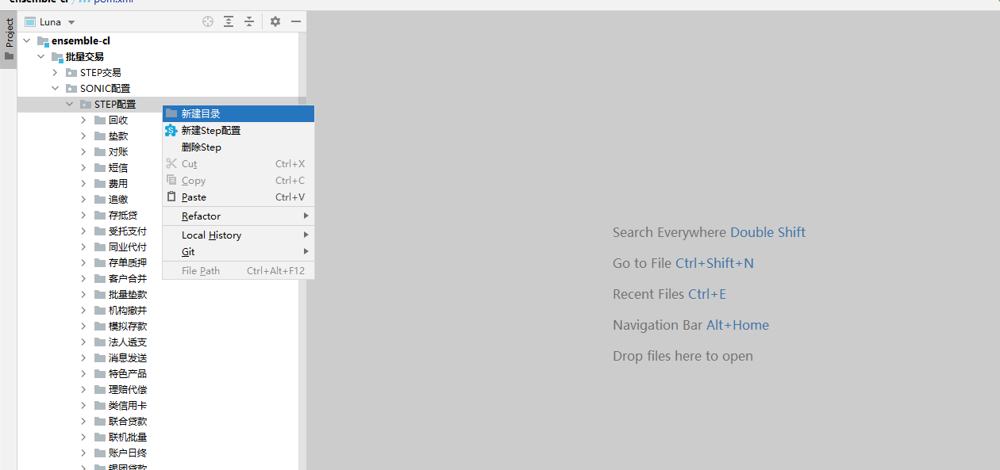 ensemble-cl / pom.xml
Project
Luna
ensemble-cl
批量交易
STEP交易
SONIC配置
STEP配置
回收
垫款
对账
短信
费用
追缴
存抵贷
受托支付
同业代付
存单质押
客户合并
批量垫款
机构撤并
模拟存款
法人透支
消息发送
特色产品
理赔代偿
类信用卡
联合贷款
联机批量
账户日终
银团贷款
新建目录
新建Step配置
删除Step
Cut Ctrl+X
Copy Ctrl+C
Paste Ctrl+V
Refactor
Local History
Git
File Path Ctrl+Alt+F12
Search Everywhere Double Shift
Go to File Ctrl+Shift+N
Recent Files Ctrl+E
Navigation Bar Alt+Home
Drop files here to open